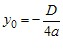 y₀ = −D/4a